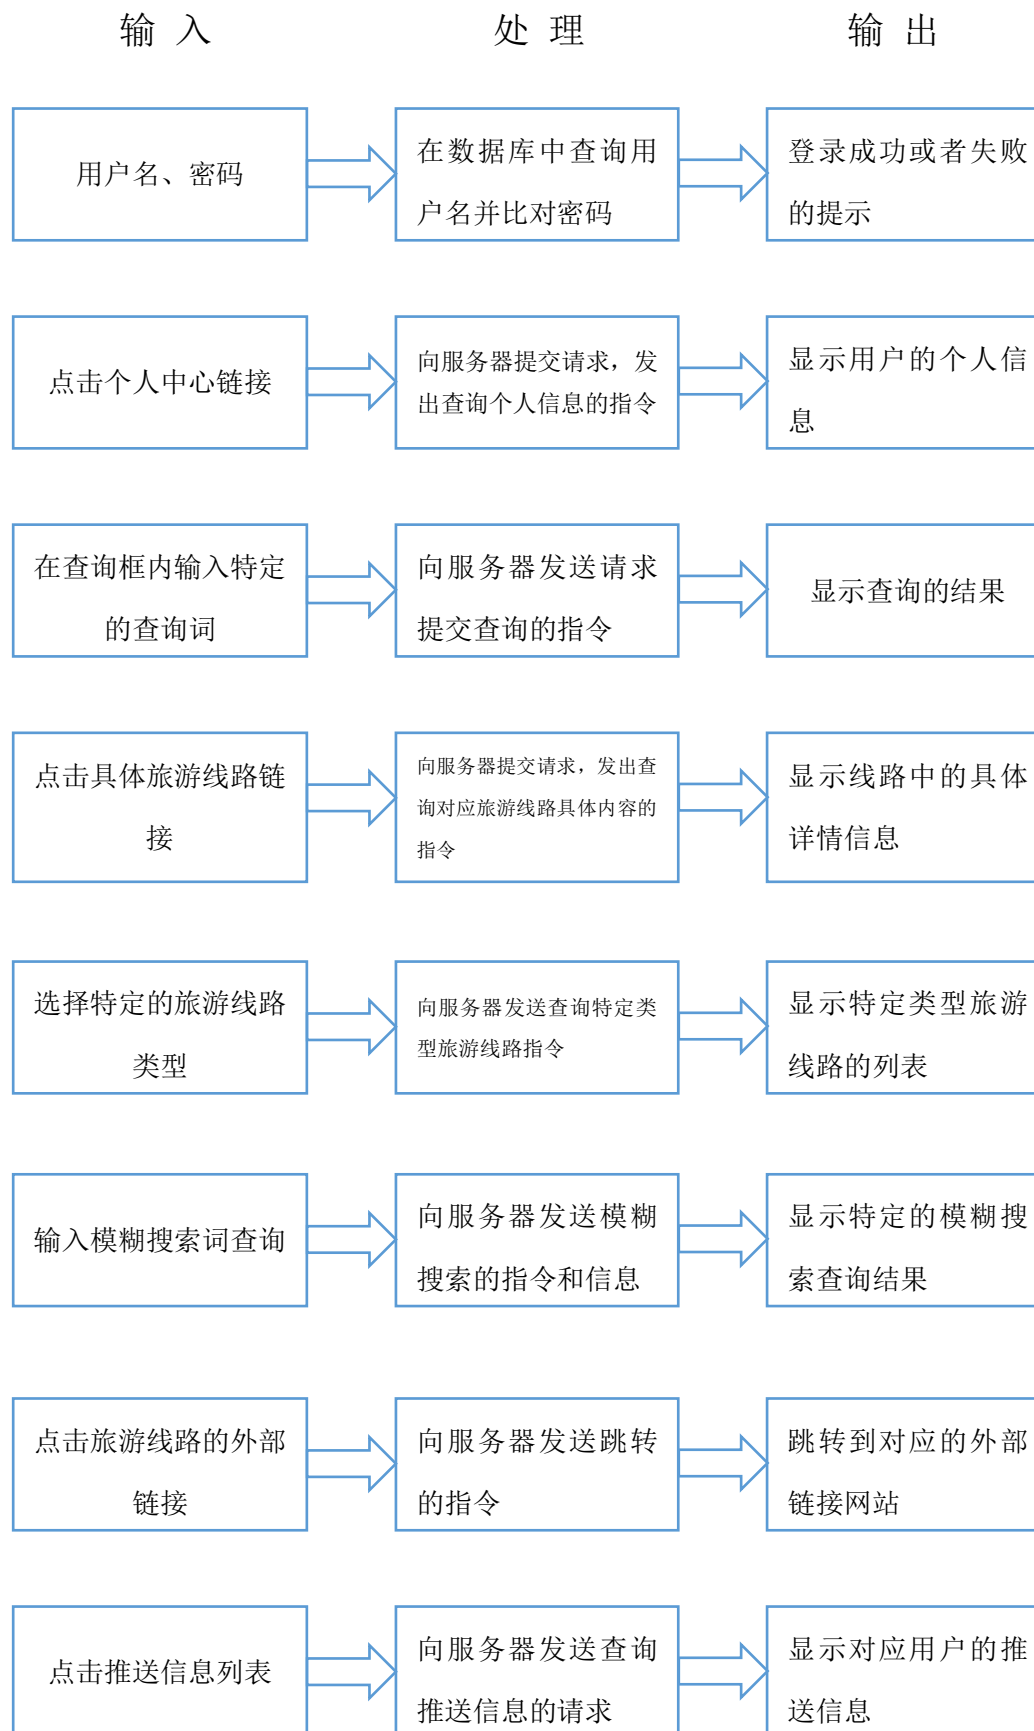 输 入
处 理
输 出
用户名、密码
在数据库中查询用
户名并比对密码
登录成功或者失败
的提示
点击个人中心链接
向服务器提交请求，发
出查询个人信息的指令
显示用户的个人信
息
在查询框内输入特定
的查询词
向服务器发送请求
提交查询的指令
显示查询的结果
点击具体旅游线路链
接
向服务器提交请求，发出查
询对应旅游线路具体内容的
指令
显示线路中的具体
详情信息
选择特定的旅游线路
类型
向服务器发送查询特定类
型旅游线路指令
显示特定类型旅游
线路的列表
输入模糊搜索词查询
向服务器发送模糊
搜索的指令和信息
显示特定的模糊搜
索查询结果
点击旅游线路的外部
链接
向服务器发送跳转
的指令
跳转到对应的外部
链接网站
点击推送信息列表
向服务器发送查询
推送信息的请求
显示对应用户的推
送信息